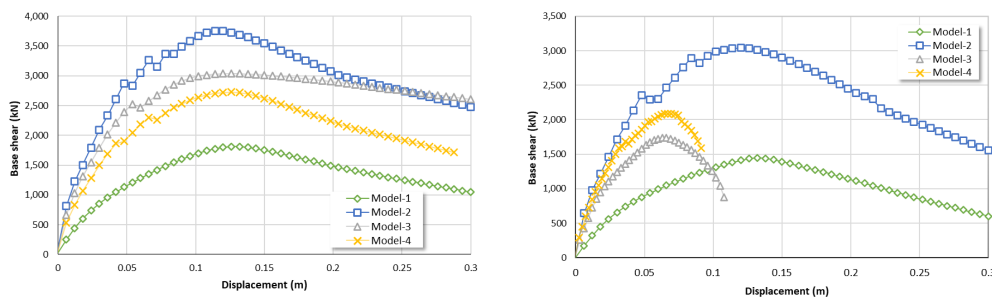 4,000
3,500
3,000
2,500
2,000
1,500
1,000
500
0
Base shear (kN)
0 0.05 0.1 0.15 0.2 0.25 0.3
Displacement (m)
Model-1
Model-2
Model-3
Model-4
3,500
3,000
2,500
2,000
1,500
1,000
500
0
Base shear (kN)
0 0.05 0.1 0.15 0.2 0.25 0.3
Displacement (m)
Model-1
Model-2
Model-3
Model-4